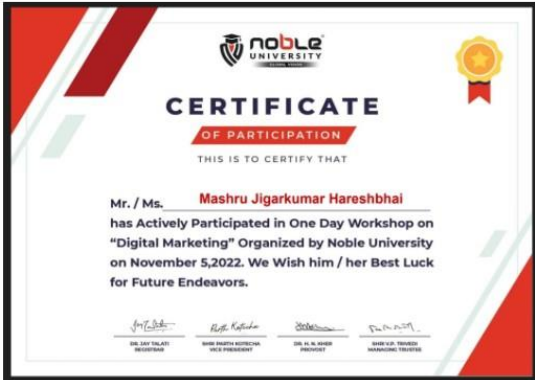 noble
UNIVERSITY
CERTIFICATE
OF PARTICIPATION
THIS IS TO CERTIFY THAT
Mr. / Ms. Mashru Jigarkumar Hareshbhai
has Actively Participated in One Day Workshop on
“Digital Marketing” Organized by Noble University
on November 5,2022. We Wish him / her Best Luck
for Future Endeavors.
DR. JAY TALATI SHRI PARTH KOTECHA DR. H. N. KHER SHRI V.P. TRIVEDI
REGISTRAR VICE PRESIDENT PROVOST MANAGING TRUSTEE